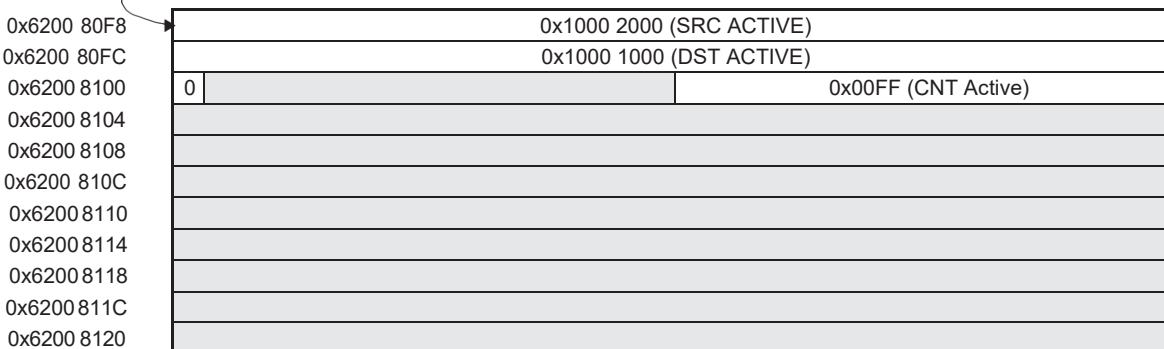 0x6200 80F8 0x1000 2000 (SRC ACTIVE)
0x6200 80FC 0x1000 1000 (DST ACTIVE)
0x6200 8100 0 0x00FF (CNT Active)
0x6200 8104
0x6200 8108
0x6200 810C
0x6200 8110
0x6200 8114
0x6200 8118
0x6200 811C
0x6200 8120